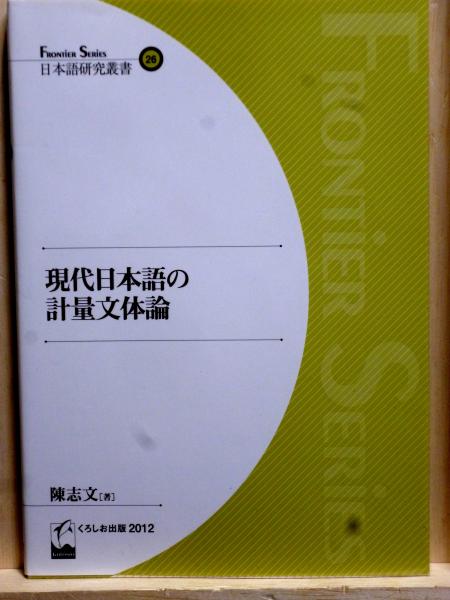 FRONTIER SERIES
日本語研究叢書 26
現代日本語の
計量文体論
陳志文[著]
くろしお出版 2012
FRONTIER SERIES